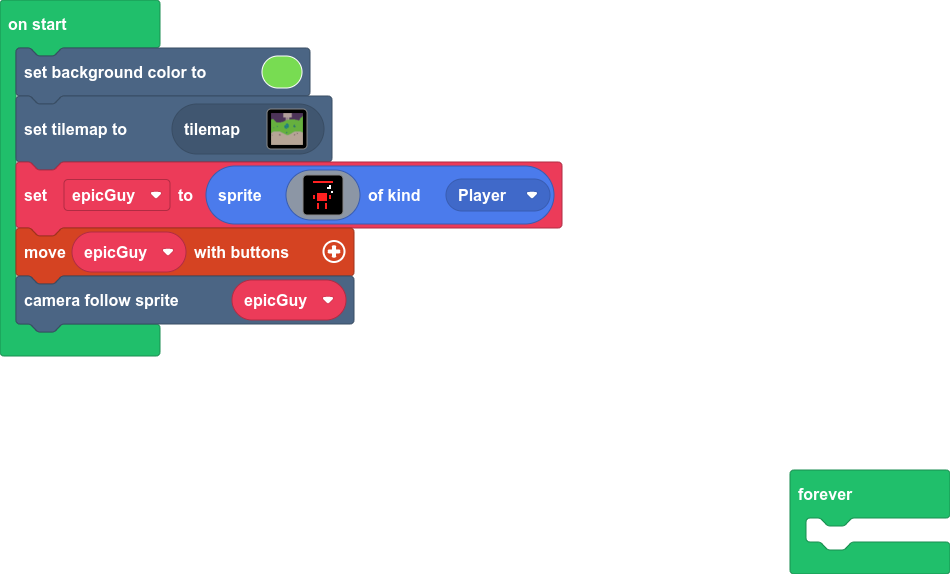 on start
set background color to
set tilemap to tilemap
set epicGuy to sprite of kind Player
move epicGuy with buttons
camera follow sprite epicGuy
forever